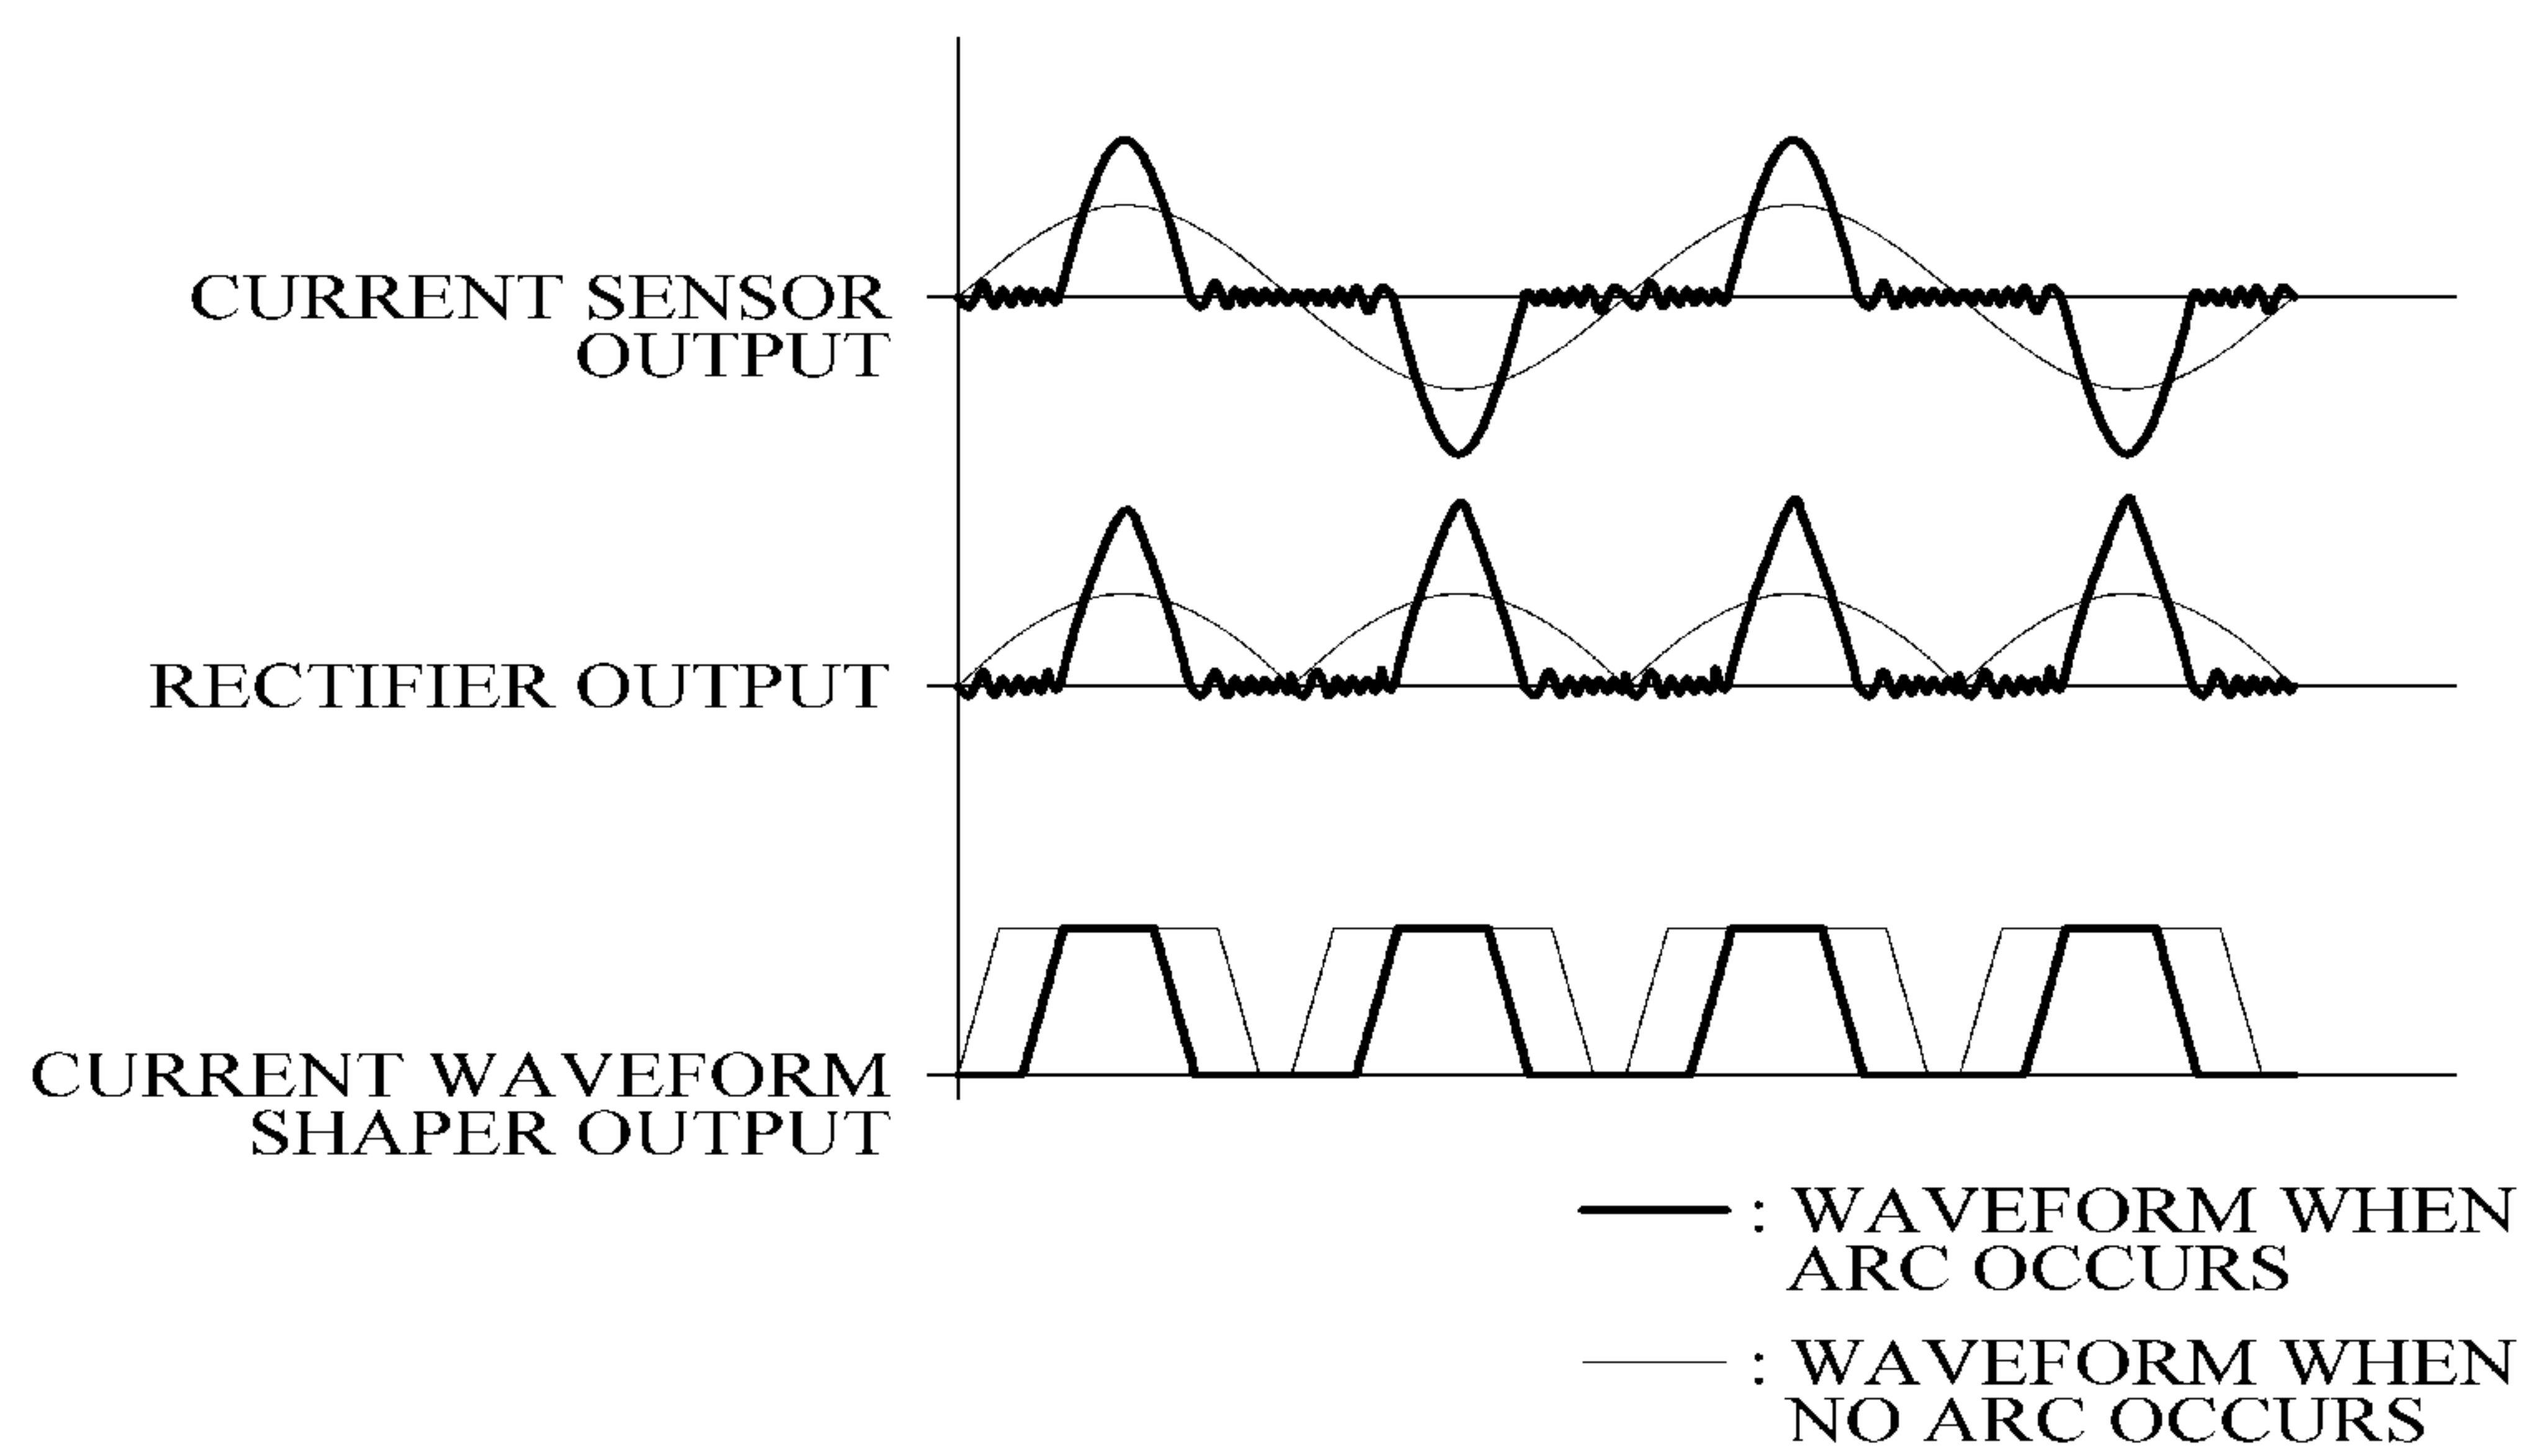 CURRENT SENSOR
OUTPUT
RECTIFIER OUTPUT
CURRENT WAVEFORM
SHAPER OUTPUT
: WAVEFORM WHEN
ARC OCCURS
: WAVEFORM WHEN
NO ARC OCCURS